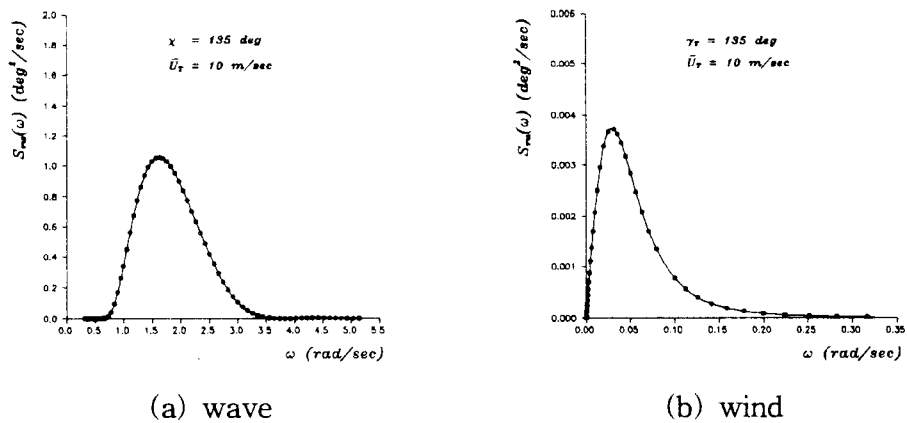 S_rw(ω) (deg²/sec)
2.0
1.8
1.6
1.4
1.2
1.0
0.8
0.6
0.4
0.2
0.0
χ = 135 deg
Ū_T = 10 m/sec
0.0 0.5 1.0 1.5 2.0 2.5 3.0 3.5 4.0 4.5 5.0 5.5
ω (rad/sec)
(a) wave
(deg²/sec)
0.006
0.005
0.004
0.003
0.002
0.001
0.000
γ_T = 135 deg
Ū_T = 10 m/sec
0.00 0.05 0.10 0.15 0.20 0.25 0.30 0.35
ω (rad/sec)
(b) wind